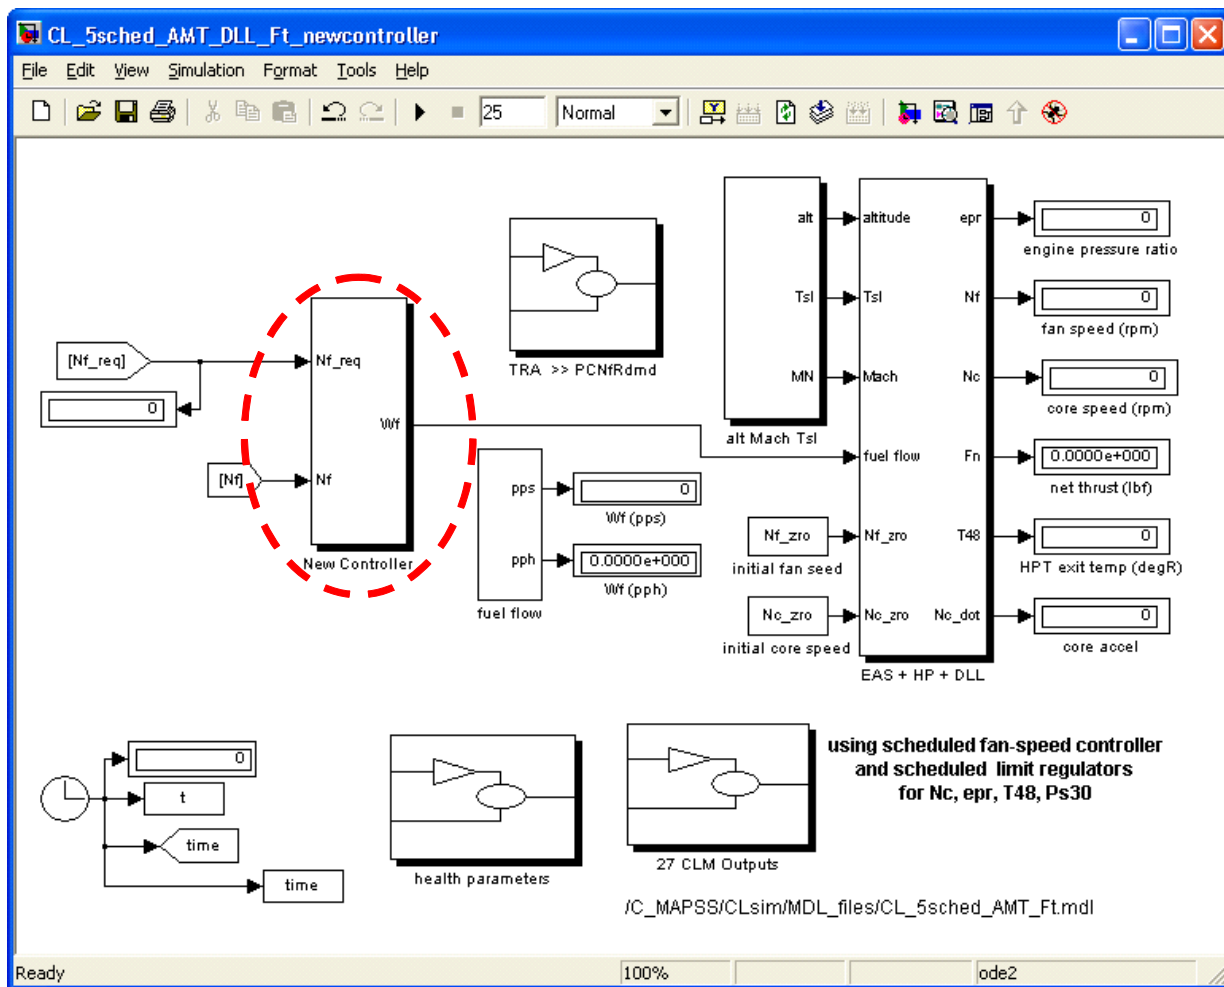 CL_5sched_AMT_DLL_Ft_newcontroller
File Edit View Simulation Format Tools Help
25 Normal
[Nf_req]
0
[Nf]
Nf_req
Wf
Nf
New Controller
TRA >> PCNfRdmd
pps
pph
fuel flow
0
Wf (pps)
0.0000e+000
Wf (pph)
alt
Tsl
MN
alt Mach Tsl
Nf_zro
initial fan seed
Nc_zro
initial core speed
altitude epr
Tsl Nf
Mach Nc
fuel flow Fn
Nf_zro T48
Nc_zro Nc_dot
EAS + HP + DLL
0
engine pressure ratio
0
fan speed (rpm)
0
core speed (rpm)
0.0000e+000
net thrust (lbf)
0
HPT exit temp (degR)
0
core accel
0
t
time
time
health parameters
27 CLM Outputs
using scheduled fan-speed controller
and scheduled limit regulators
for Nc, epr, T48, Ps30
/C_MAPSS/CLsim/MDL_files/CL_5sched_AMT_Ft.mdl
Ready 100% ode2